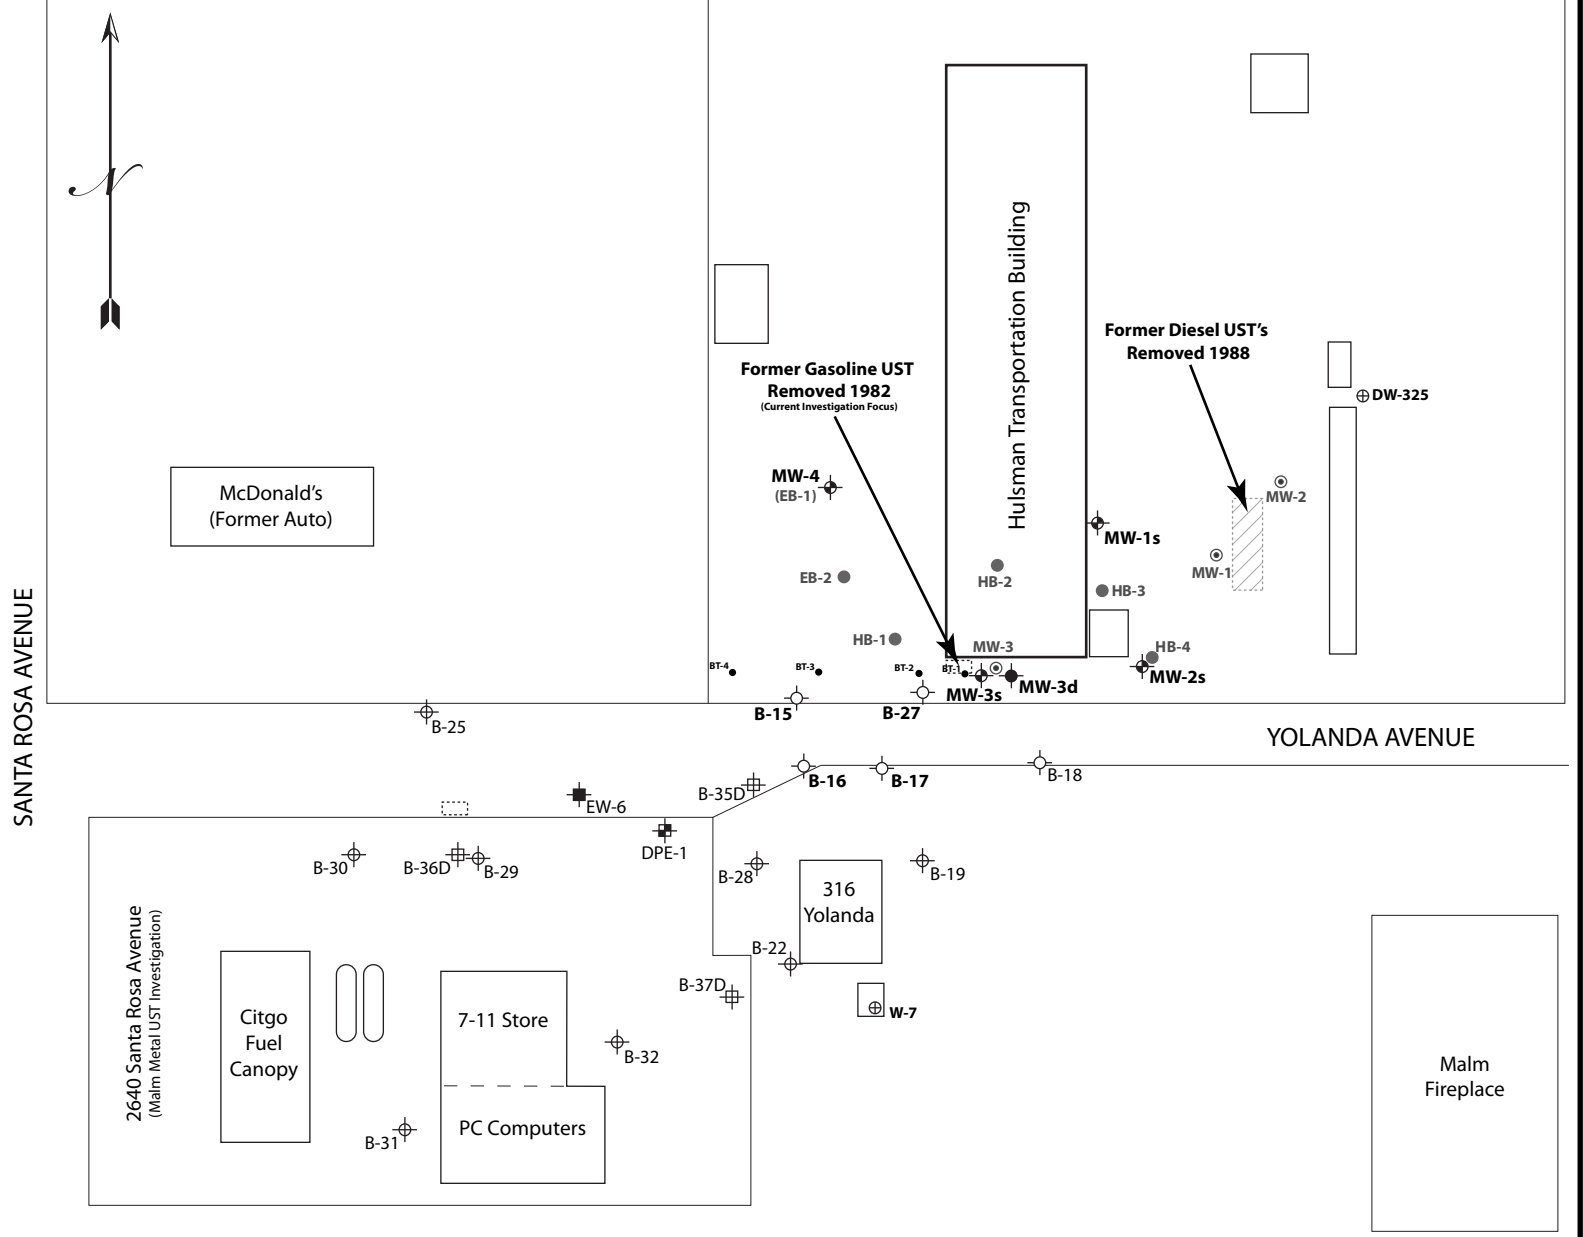 N
Hulsman Transportation Building
Former Diesel UST's
Removed 1988
Former Gasoline UST
Removed 1982
(Current Investigation Focus)
DW-325
McDonald's
(Former Auto)
MW-4
(EB-1)
MW-2
MW-1s
MW-1
EB-2
HB-2
HB-3
HB-1
MW-3
HB-4
BT-4
BT-3
BT-2
BT-1
MW-3s
MW-3d
MW-2s
B-15
B-27
B-25
SANTA ROSA AVENUE
YOLANDA AVENUE
B-16
B-17
B-18
B-35D
EW-6
DPE-1
B-30
B-36D
B-29
B-28
316
Yolanda
B-19
B-22
B-37D
W-7
2640 Santa Rosa Avenue
(Malm Metal UST Investigation)
Citgo
Fuel
Canopy
7-11 Store
B-32
PC Computers
B-31
Malm
Fireplace